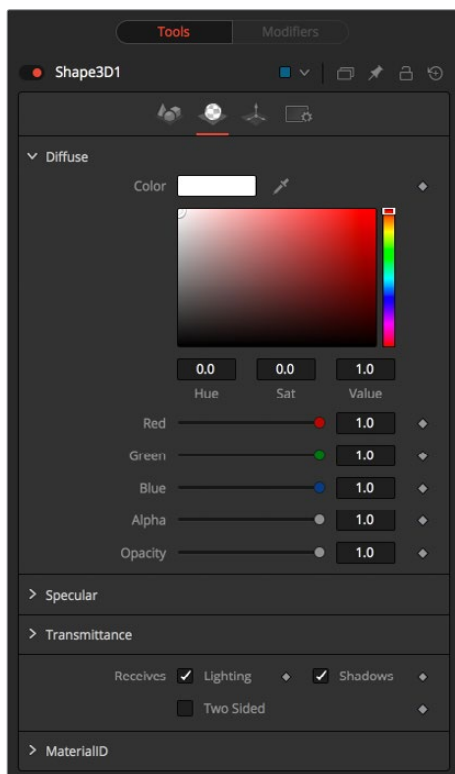 Tools Modifiers
Shape3D1
Diffuse
Color
0.0 0.0 1.0
Hue Sat Value
Red 1.0
Green 1.0
Blue 1.0
Alpha 1.0
Opacity 1.0
Specular
Transmittance
Receives Lighting Shadows
Two Sided
MaterialID